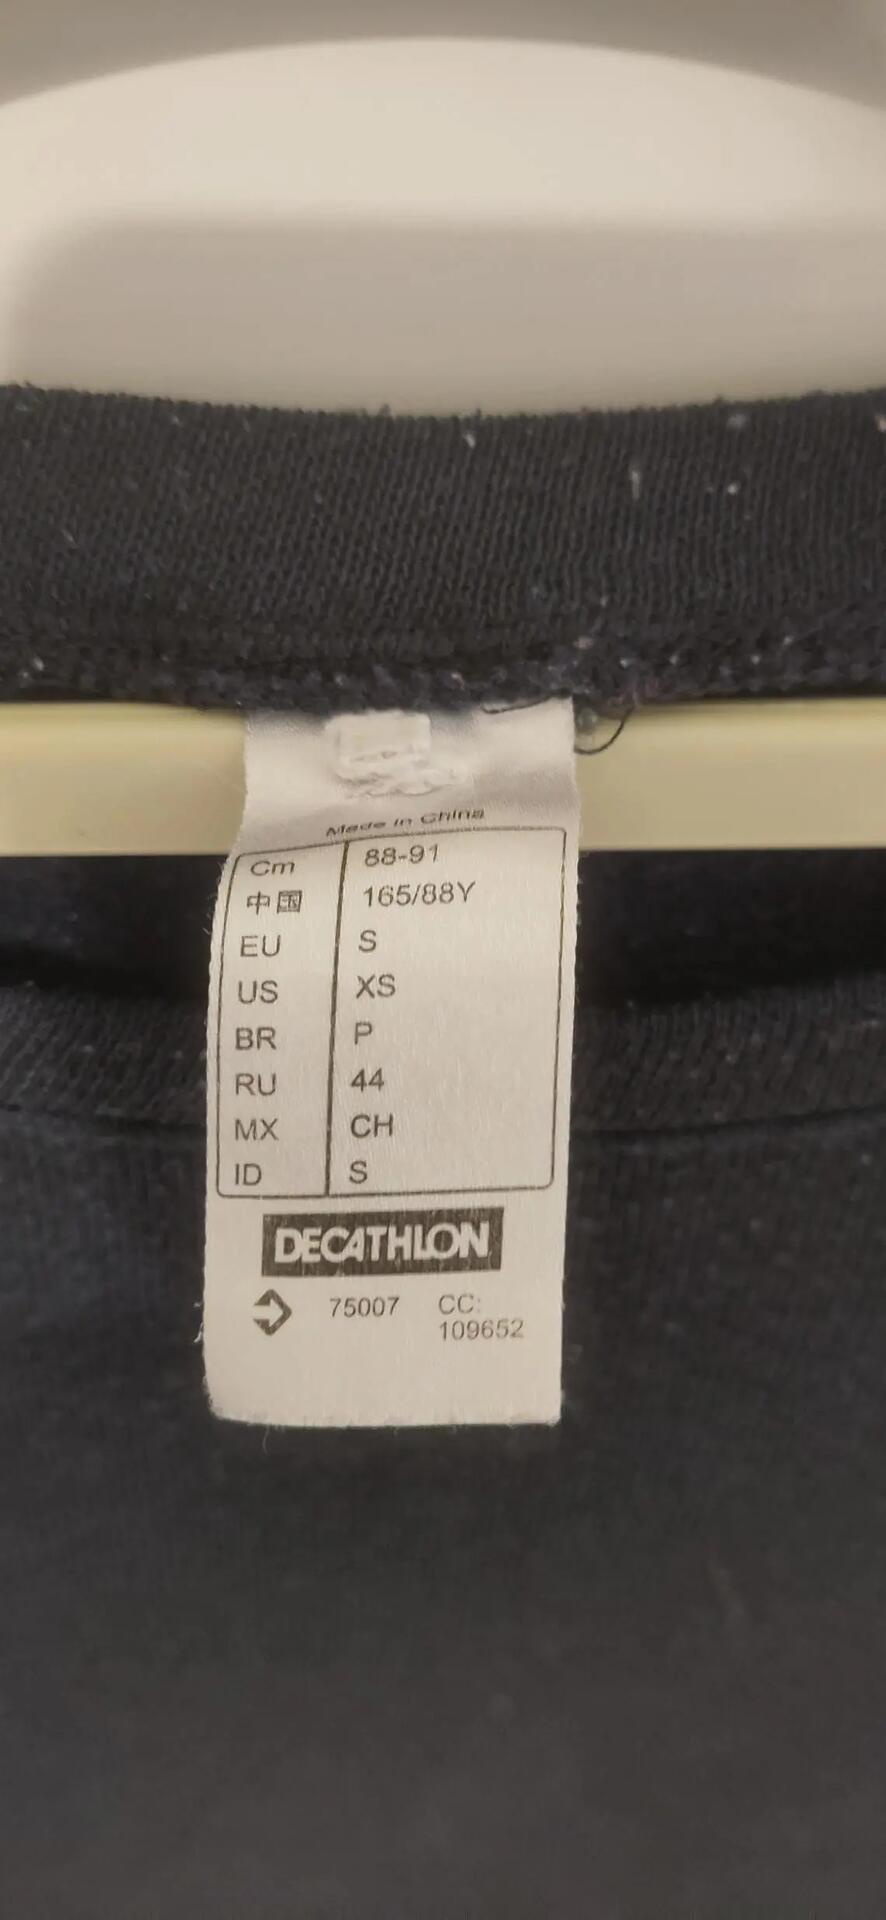 Made in China
Cm 88-91
中国 165/88Y
EU S
US XS
BR P
RU 44
MX CH
ID S
DECATHLON
75007 CC:
109652